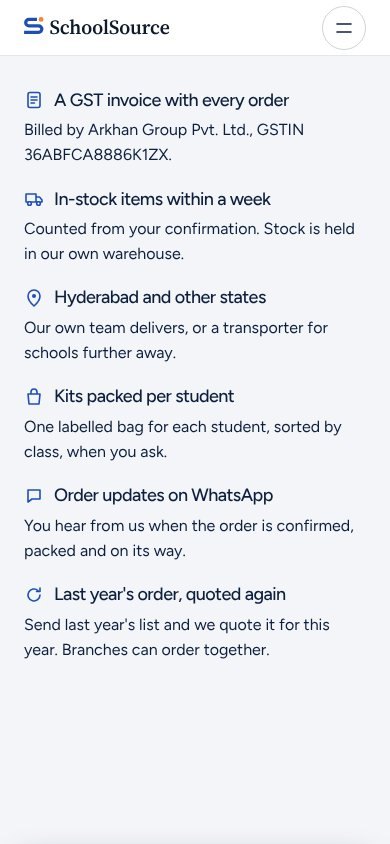 SchoolSource
A GST invoice with every order
Billed by Arkhan Group Pvt. Ltd., GSTIN
36ABFCA8886K1ZX.
In-stock items within a week
Counted from your confirmation. Stock is held
in our own warehouse.
Hyderabad and other states
Our own team delivers, or a transporter for
schools further away.
Kits packed per student
One labelled bag for each student, sorted by
class, when you ask.
Order updates on WhatsApp
You hear from us when the order is confirmed,
packed and on its way.
Last year's order, quoted again
Send last year's list and we quote it for this
year. Branches can order together.